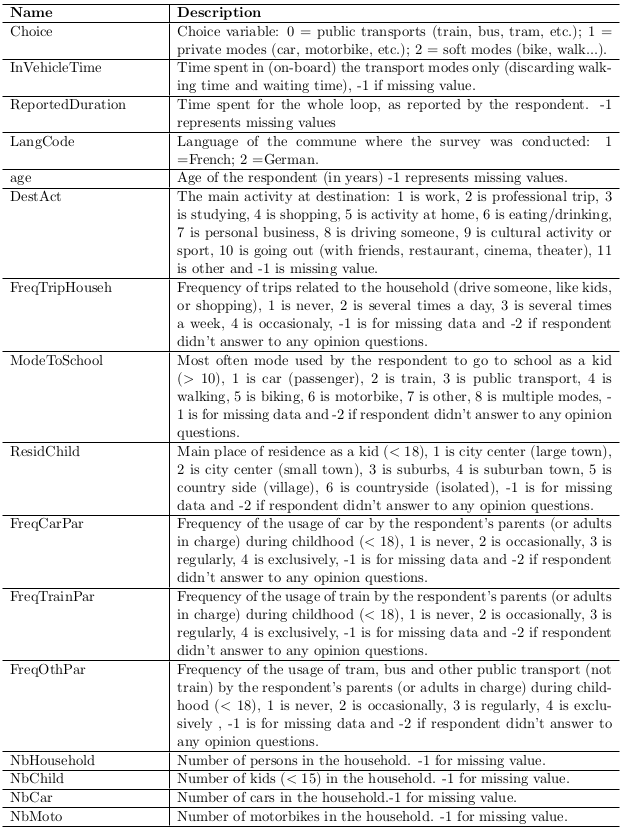 Name Description
Choice Choice variable: 0 = public transports (train, bus, tram, etc.); 1 =
private modes (car, motorbike, etc.); 2 = soft modes (bike, walk...).
InVehicleTime Time spent in (on-board) the transport modes only (discarding walk-
ing time and waiting time), -1 if missing value.
ReportedDuration Time spent for the whole loop, as reported by the respondent. -1
represents missing values
LangCode Language of the commune where the survey was conducted: 1
=French; 2 =German.
age Age of the respondent (in years) -1 represents missing values.
DestAct The main activity at destination: 1 is work, 2 is professional trip, 3
is studying, 4 is shopping, 5 is activity at home, 6 is eating/drinking,
7 is personal business, 8 is driving someone, 9 is cultural activity or
sport, 10 is going out (with friends, restaurant, cinema, theater), 11
is other and -1 is missing value.
FreqTripHouseh Frequency of trips related to the household (drive someone, like kids,
or shopping), 1 is never, 2 is several times a day, 3 is several times
a week, 4 is occasionaly, -1 is for missing data and -2 if respondent
didn't answer to any opinion questions.
ModeToSchool Most often mode used by the respondent to go to school as a kid
(> 10), 1 is car (passenger), 2 is train, 3 is public transport, 4 is
walking, 5 is biking, 6 is motorbike, 7 is other, 8 is multiple modes, -
1 is for missing data and -2 if respondent didn't answer to any opinion
questions.
ResidChild Main place of residence as a kid (< 18), 1 is city center (large town),
2 is city center (small town), 3 is suburbs, 4 is suburban town, 5 is
country side (village), 6 is countryside (isolated), -1 is for missing
data and -2 if respondent didn't answer to any opinion questions.
FreqCarPar Frequency of the usage of car by the respondent's parents (or adults
in charge) during childhood (< 18), 1 is never, 2 is occasionally, 3 is
regularly, 4 is exclusively, -1 is for missing data and -2 if respondent
didn't answer to any opinion questions.
FreqTrainPar Frequency of the usage of train by the respondent's parents (or adults
in charge) during childhood (< 18), 1 is never, 2 is occasionally, 3 is
regularly, 4 is exclusively, -1 is for missing data and -2 if respondent
didn't answer to any opinion questions.
FreqOthPar Frequency of the usage of tram, bus and other public transport (not
train) by the respondent's parents (or adults in charge) during child-
hood (< 18), 1 is never, 2 is occasionally, 3 is regularly, 4 is exclu-
sively , -1 is for missing data and -2 if respondent didn't answer to
any opinion questions.
NbHousehold Number of persons in the household. -1 for missing value.
NbChild Number of kids (< 15) in the household. -1 for missing value.
NbCar Number of cars in the household.-1 for missing value.
NbMoto Number of motorbikes in the household. -1 for missing value.